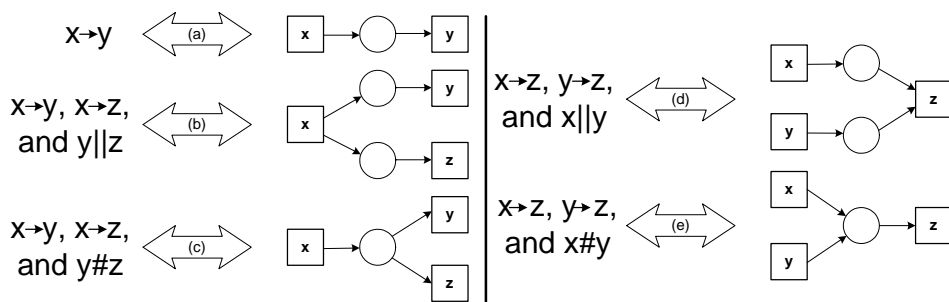 x→y
(a)
x
y
x→y, x→z,
and y||z
(b)
x
y
z
x→y, x→z,
and y#z
(c)
x
y
z
x→z, y→z,
and x||y
(d)
x
y
z
x→z, y→z,
and x#y
(e)
x
y
z